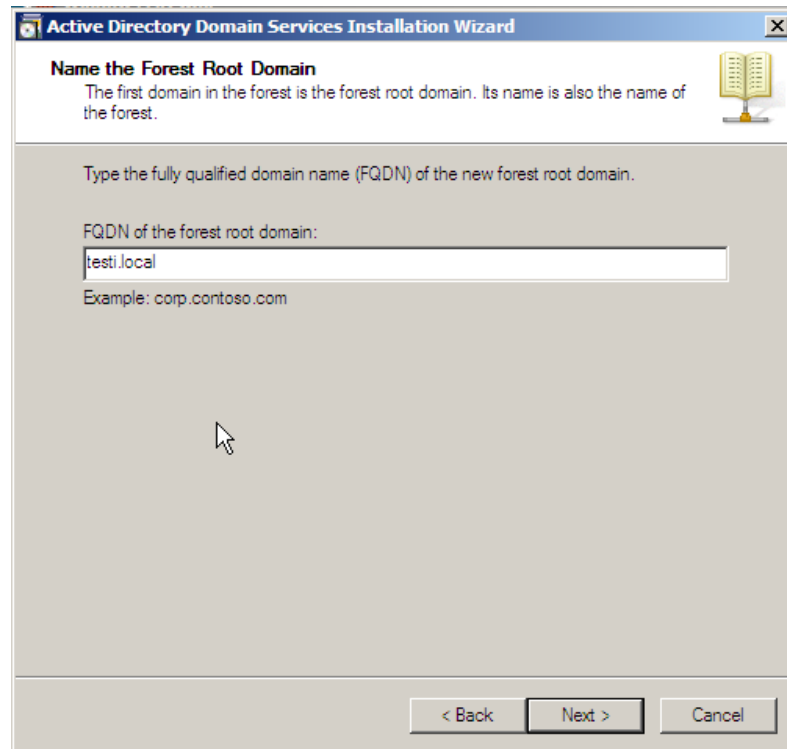 Active Directory Domain Services Installation Wizard
Name the Forest Root Domain
The first domain in the forest is the forest root domain. Its name is also the name of
the forest.
Type the fully qualified domain name (FQDN) of the new forest root domain.
FQDN of the forest root domain:
testi.local
Example: corp.contoso.com
< Back Next > Cancel